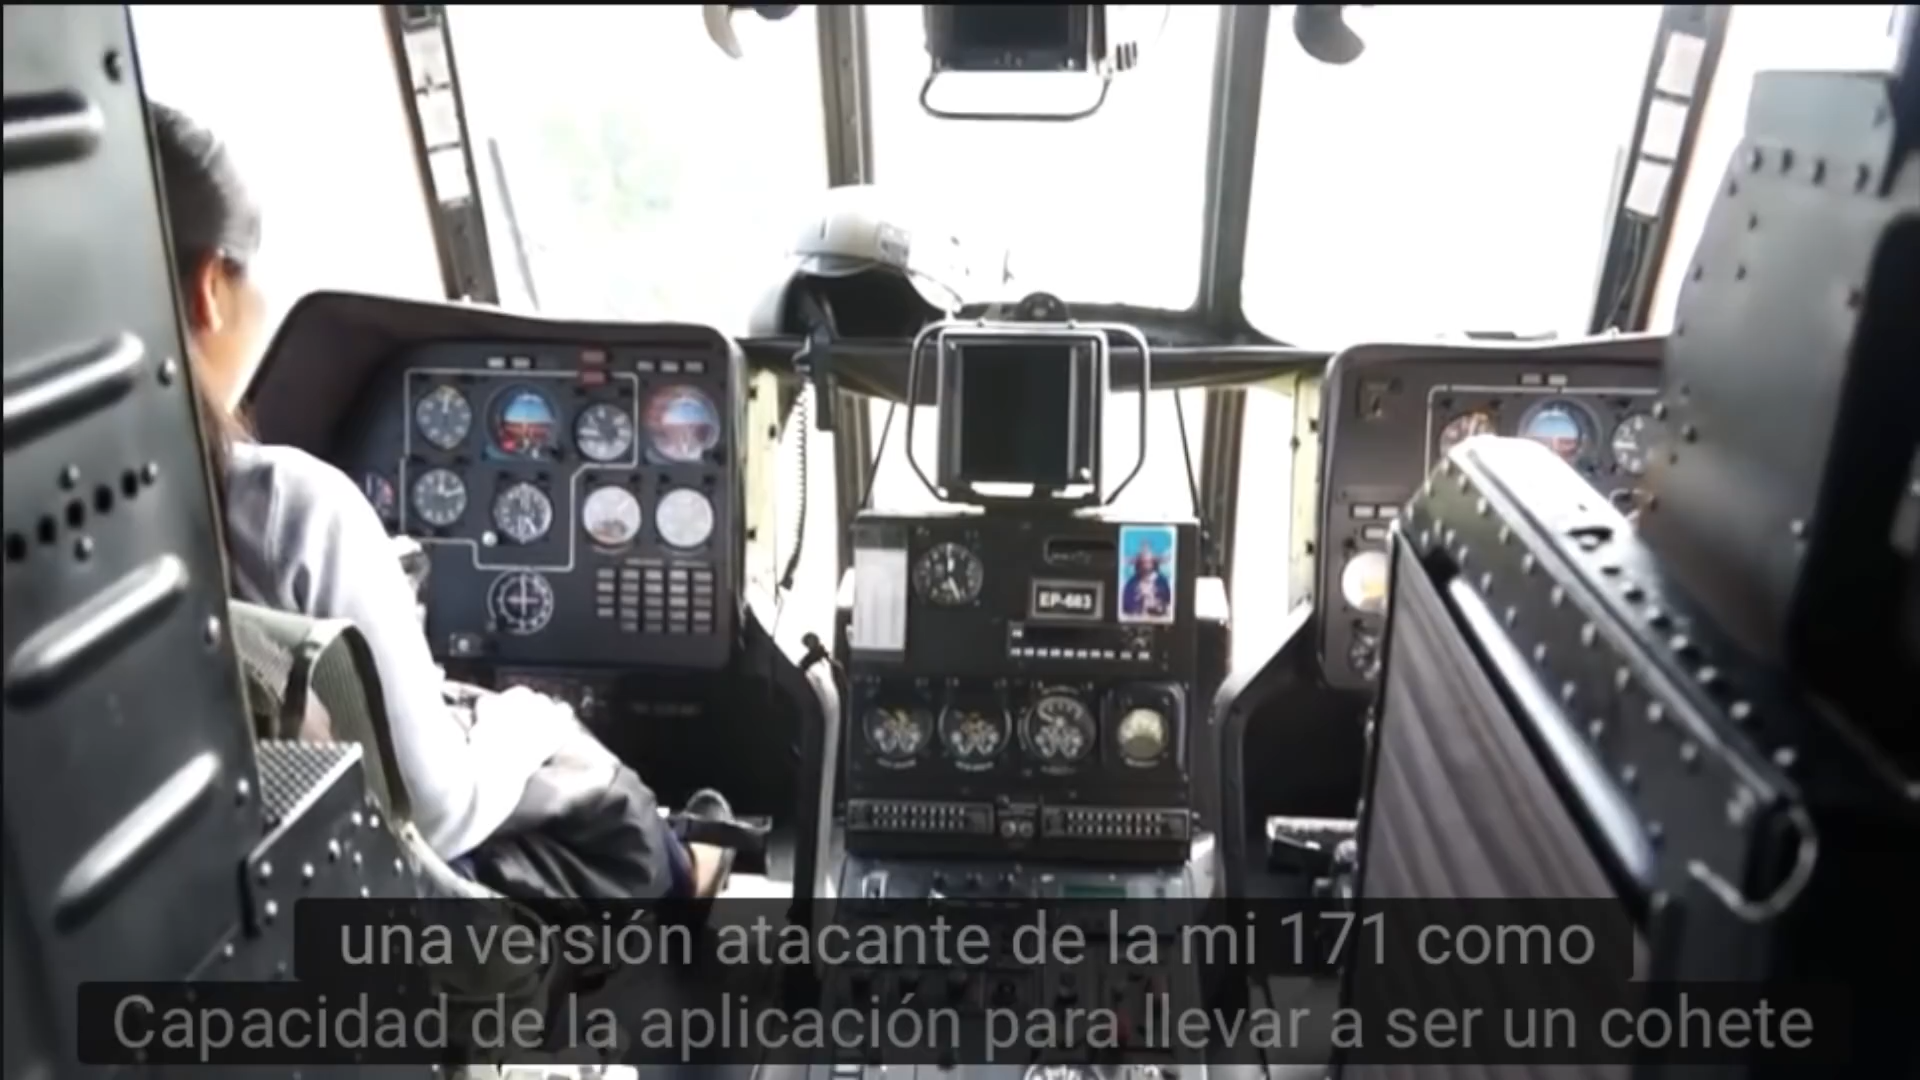 EP-683
una versión atacante de la mi 171 como
Capacidad de la aplicación para llevar a ser un cohete